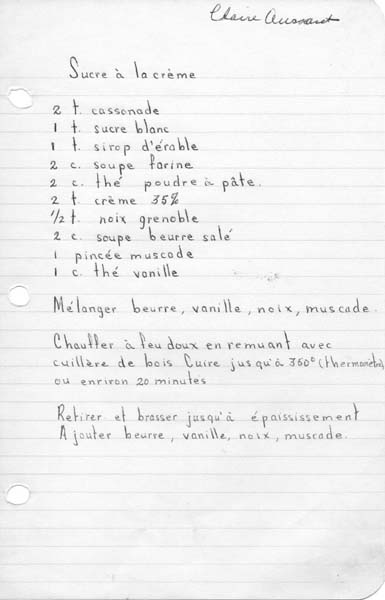 Claire
Sucre à la crème
2 t. cassonade
1 t. sucre blanc
1 t. sirop d'érable
2 c. soupe farine
2 c. thé poudre à pâte.
2 t. crème 35%
1/2 t. noix grenoble
2 c. soupe beurre salé
1 pincée muscade
1 c. thé vanille
Mélanger beurre, vanille, noix, muscade.
Chauffer à feu doux en remuant avec
cuillère de bois Cuire jusqu'à 350° (thermomètre)
ou environ 20 minutes
Retirer et brasser jusqu'à épaississement
Ajouter beurre, vanille, noix, muscade.